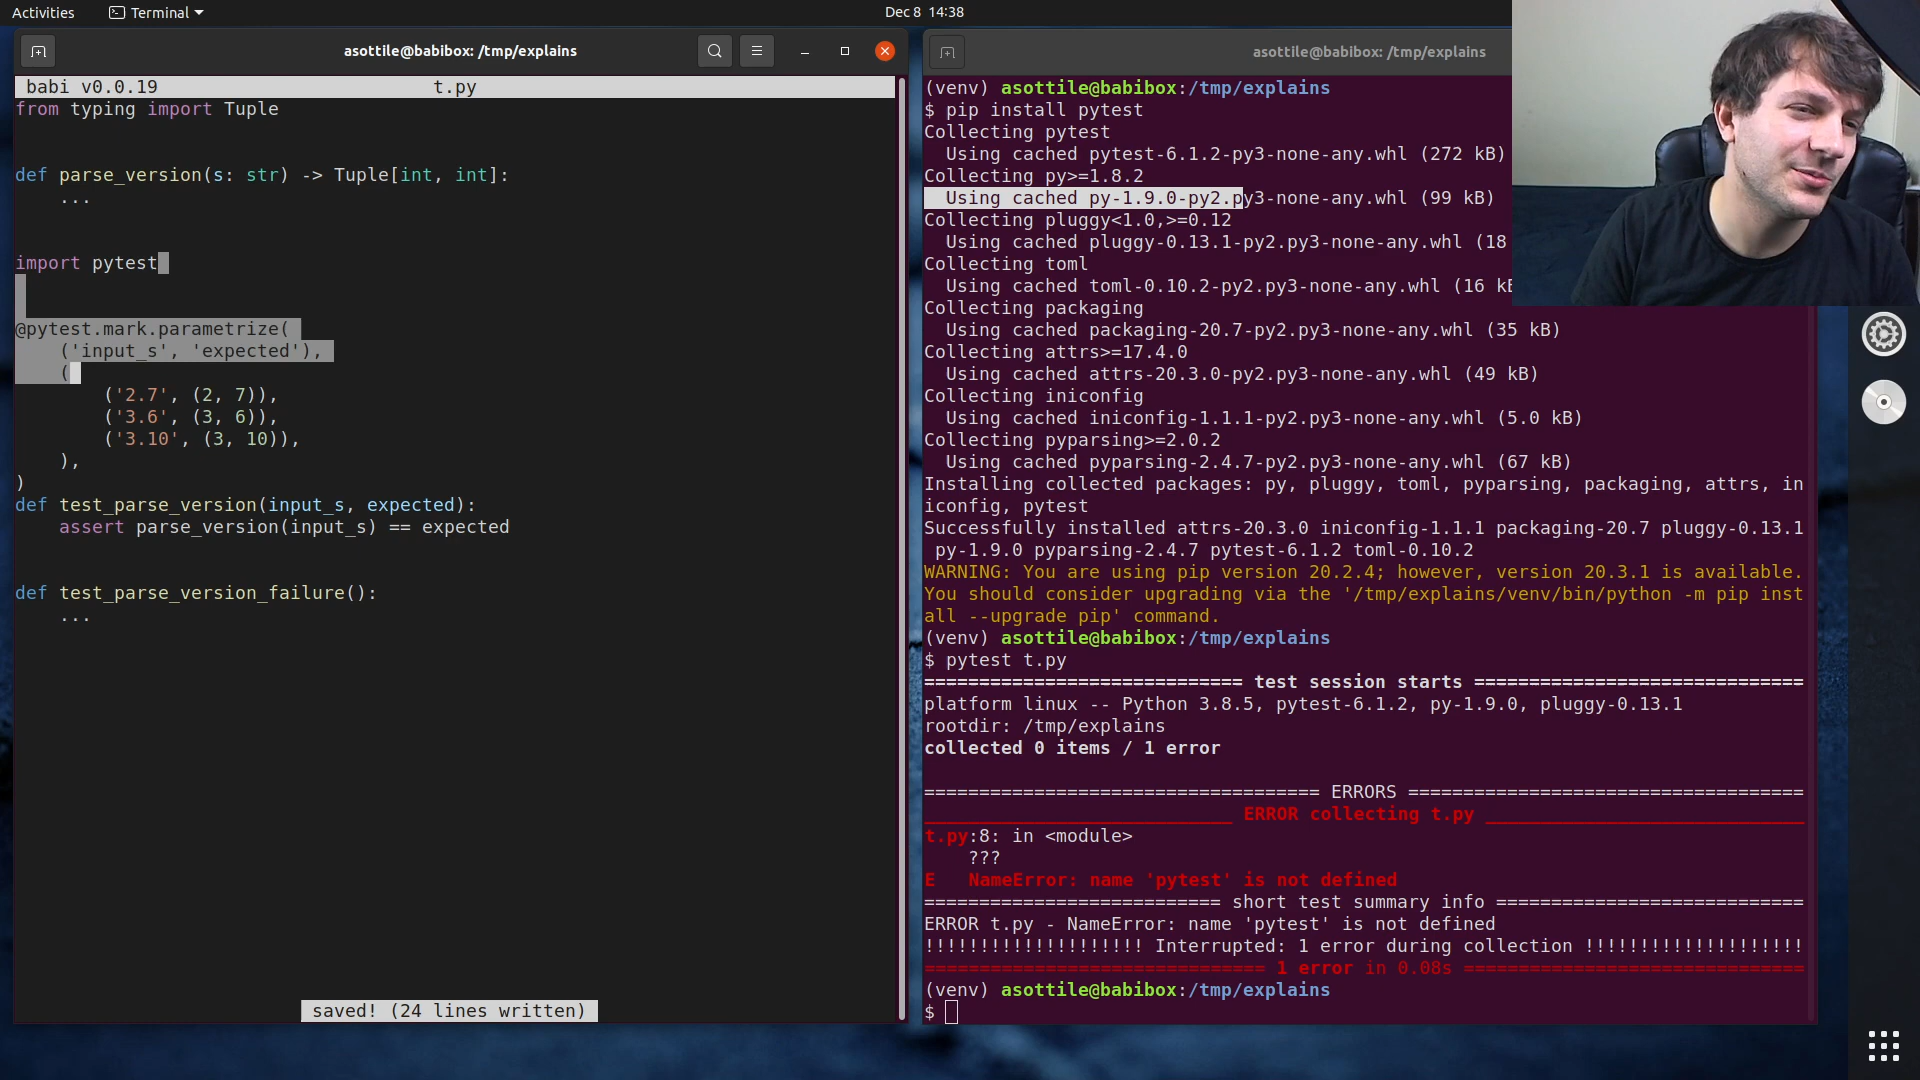 Activities
Terminal
Dec 8 14:38
asottile@babibox: /tmp/explains
babi v0.0.19 t.py
from typing import Tuple
def parse_version(s: str) -> Tuple[int, int]:
...
import pytest
@pytest.mark.parametrize(
('input_s', 'expected'),
(
('2.7', (2, 7)),
('3.6', (3, 6)),
('3.10', (3, 10)),
),
)
def test_parse_version(input_s, expected):
assert parse_version(input_s) == expected
def test_parse_version_failure():
...
saved! (24 lines written)
asottile@babibox: /tmp/explains
(venv) asottile@babibox:/tmp/explains
$ pip install pytest
Collecting pytest
Using cached pytest-6.1.2-py3-none-any.whl (272 kB)
Collecting py>=1.8.2
Using cached py-1.9.0-py2.py3-none-any.whl (99 kB)
Collecting pluggy<1.0,>=0.12
Using cached pluggy-0.13.1-py2.py3-none-any.whl (18
Collecting toml
Using cached toml-0.10.2-py2.py3-none-any.whl (16 kB
Collecting packaging
Using cached packaging-20.7-py2.py3-none-any.whl (35 kB)
Collecting attrs>=17.4.0
Using cached attrs-20.3.0-py2.py3-none-any.whl (49 kB)
Collecting iniconfig
Using cached iniconfig-1.1.1-py2.py3-none-any.whl (5.0 kB)
Collecting pyparsing>=2.0.2
Using cached pyparsing-2.4.7-py2.py3-none-any.whl (67 kB)
Installing collected packages: py, pluggy, toml, pyparsing, packaging, attrs, in
iconfig, pytest
Successfully installed attrs-20.3.0 iniconfig-1.1.1 packaging-20.7 pluggy-0.13.1
py-1.9.0 pyparsing-2.4.7 pytest-6.1.2 toml-0.10.2
WARNING: You are using pip version 20.2.4; however, version 20.3.1 is available.
You should consider upgrading via the '/tmp/explains/venv/bin/python -m pip inst
all --upgrade pip' command.
(venv) asottile@babibox:/tmp/explains
$ pytest t.py
============================= test session starts ==============================
platform linux -- Python 3.8.5, pytest-6.1.2, py-1.9.0, pluggy-0.13.1
rootdir: /tmp/explains
collected 0 items / 1 error
==================================== ERRORS ====================================
____________________________ ERROR collecting t.py _____________________________
t.py:8: in <module>
???
E NameError: name 'pytest' is not defined
=========================== short test summary info ============================
ERROR t.py - NameError: name 'pytest' is not defined
!!!!!!!!!!!!!!!!!!!! Interrupted: 1 error during collection !!!!!!!!!!!!!!!!!!!!
=============================== 1 error in 0.08s ===============================
(venv) asottile@babibox:/tmp/explains
$